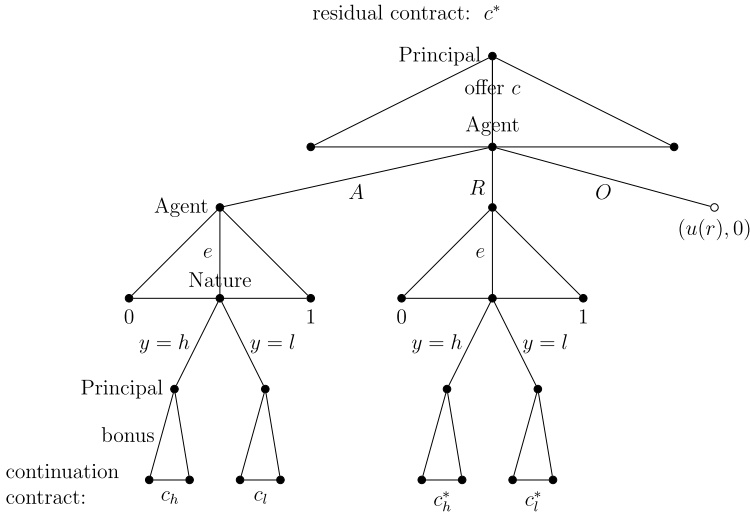 residual contract: c*
Principal
offer c
Agent
A
R
O
Agent
(u(r), 0)
e
e
Nature
0
1
0
1
y = h
y = l
y = h
y = l
Principal
bonus
continuation
contract:
c_h
c_l
c*_h
c*_l